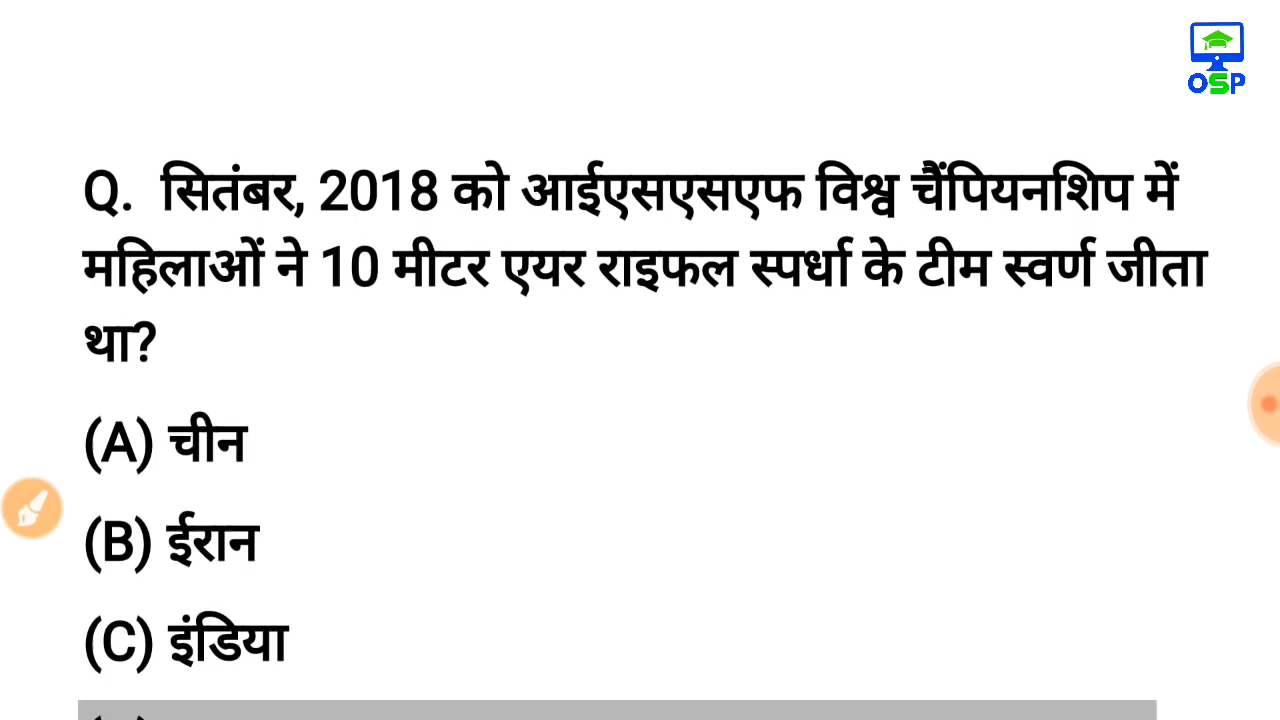 OSP
Q. सितंबर, 2018 को आईएसएसएफ विश्व चैंपियनशिप में
महिलाओं ने 10 मीटर एयर राइफल स्पर्धा के टीम स्वर्ण जीता
था?
(A) चीन
(B) ईरान
(C) इंडिया